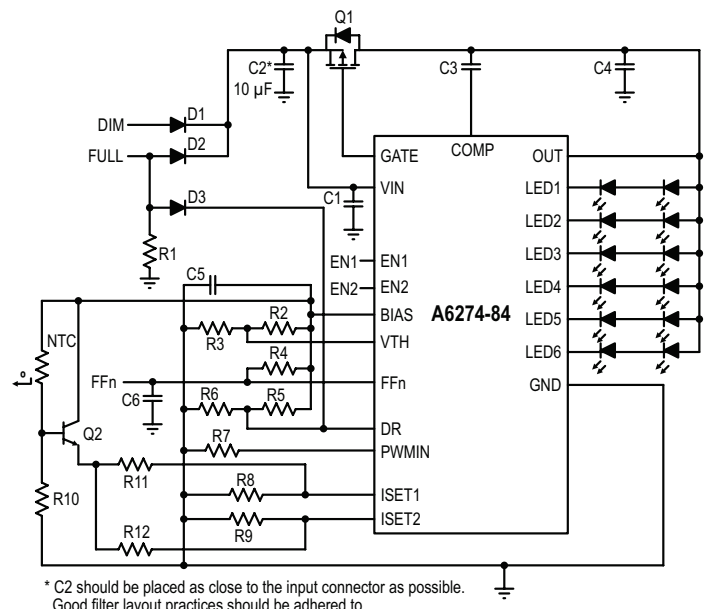 Q1
C2*
10 µF
C3
C4
DIM
D1
FULL
D2
D3
R1
C1
GATE
COMP
OUT
VIN
LED1
LED2
LED3
LED4
LED5
LED6
GND
EN1
EN1
EN2
EN2
BIAS
A6274-84
VTH
FFn
FFn
DR
PWMIN
ISET1
ISET2
C5
R2
R3
R4
C6
R6
R5
R7
NTC
t°
Q2
R10
R11
R8
R12
R9
* C2 should be placed as close to the input connector as possible.
Good filter layout practices should be adhered to